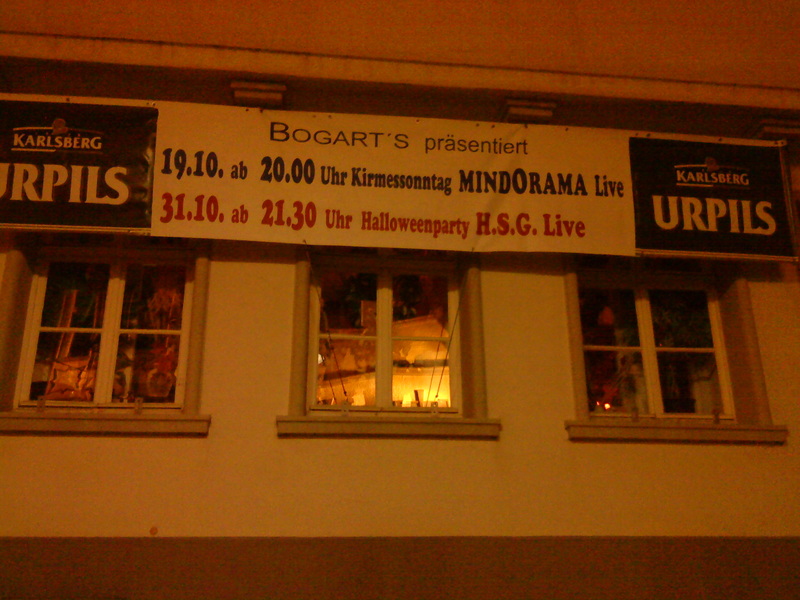 KARLSBERG
URPILS
BOGART´S präsentiert
19.10. ab 20.00 Uhr Kirmessonntag MINDORAMA Live
31.10. ab 21.30 Uhr Halloweenparty H.S.G. Live
KARLSBERG
URPILS